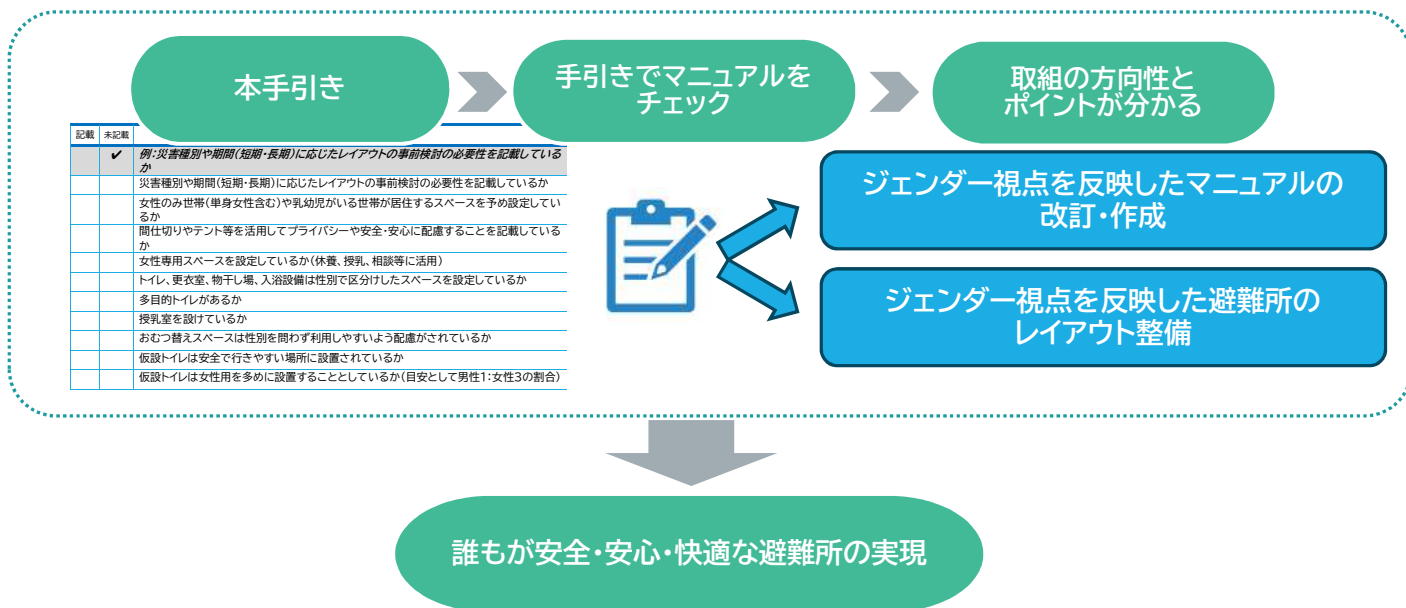 本手引き
手引きでマニュアルを
チェック
取組の方向性と
ポイントが分かる
記載 未記載
✔ 例：災害種別や期間（短期・長期）に応じたレイアウトの事前検討の必要性を記載している
か
災害種別や期間（短期・長期）に応じたレイアウトの事前検討の必要性を記載しているか
女性のみ世帯（単身女性含む）や乳幼児がいる世帯が居住するスペースを予め設定してい
るか
間仕切りやテント等を活用してプライバシーや安全・安心に配慮することを記載している
か
女性専用スペースを設定しているか（休養、授乳、相談等に活用）
トイレ、更衣室、物干し場、入浴設備は性別で区分けしたスペースを設定しているか
多目的トイレがあるか
授乳室を設けているか
おむつ替えスペースは性別を問わず利用しやすいよう配慮がされているか
仮設トイレは安全で行きやすい場所に設置されているか
仮設トイレは女性用を多めに設置することとしているか（目安として男性1：女性3の割合）
ジェンダー視点を反映したマニュアルの
改訂・作成
ジェンダー視点を反映した避難所の
レイアウト整備
誰もが安全・安心・快適な避難所の実現